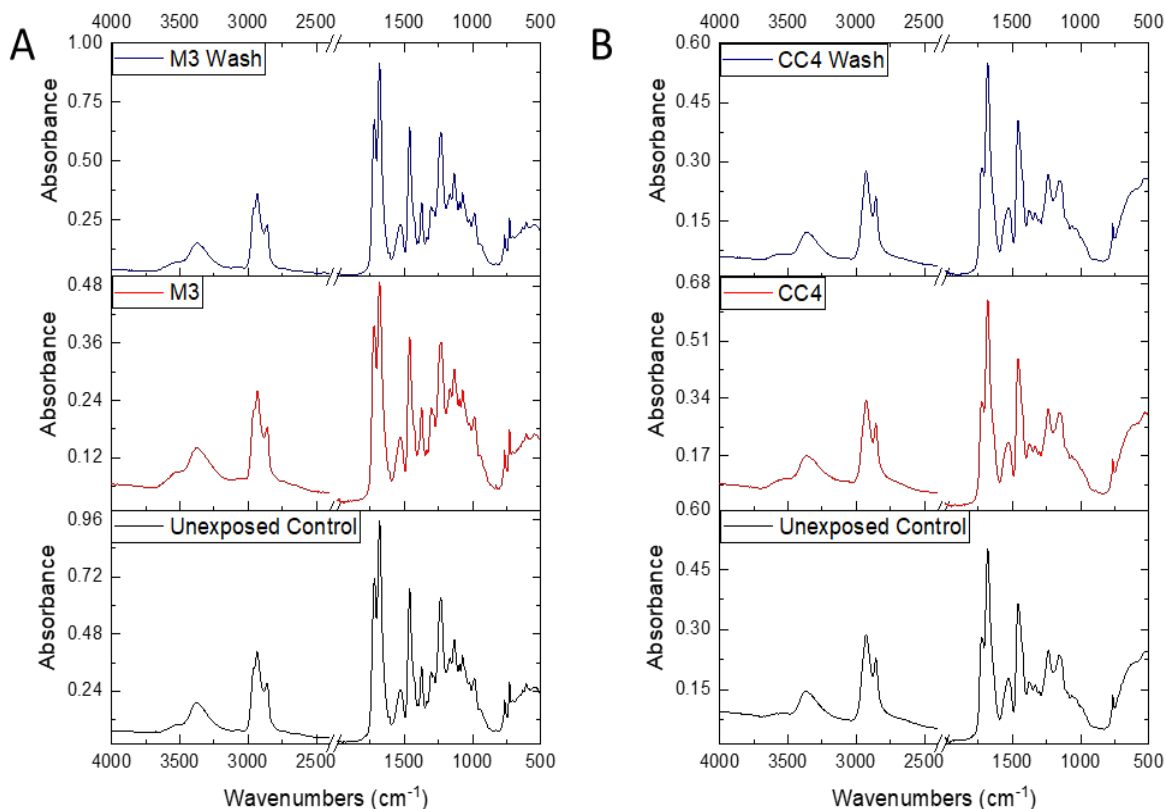 A
4000 3500 3000 2500 1500 1000 500
M3 Wash
1.00
0.75
0.50
0.25
Absorbance
M3
0.48
0.36
0.24
0.12
Absorbance
Unexposed Control
0.96
0.72
0.48
0.24
Absorbance
4000 3500 3000 2500 1500 1000 500
Wavenumbers (cm⁻¹)
B
4000 3500 3000 2500 1500 1000 500
CC4 Wash
0.60
0.45
0.30
0.15
Absorbance
CC4
0.68
0.51
0.34
0.17
Absorbance
Unexposed Control
0.60
0.45
0.30
0.15
Absorbance
4000 3500 3000 2500 1500 1000 500
Wavenumbers (cm⁻¹)